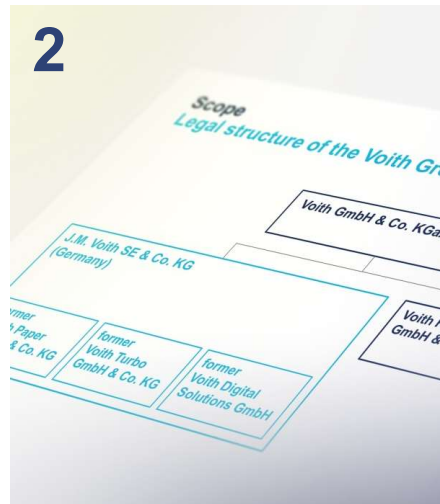 2
Scope
Legal structure of the Voith Gr
Voith GmbH & Co. KGa
J.M. Voith SE & Co. KG
(Germany)
Voith
GmbH &
rmer
h Paper
& Co. KG
former
Voith Turbo
GmbH & Co. KG
former
Voith Digital
Solutions GmbH